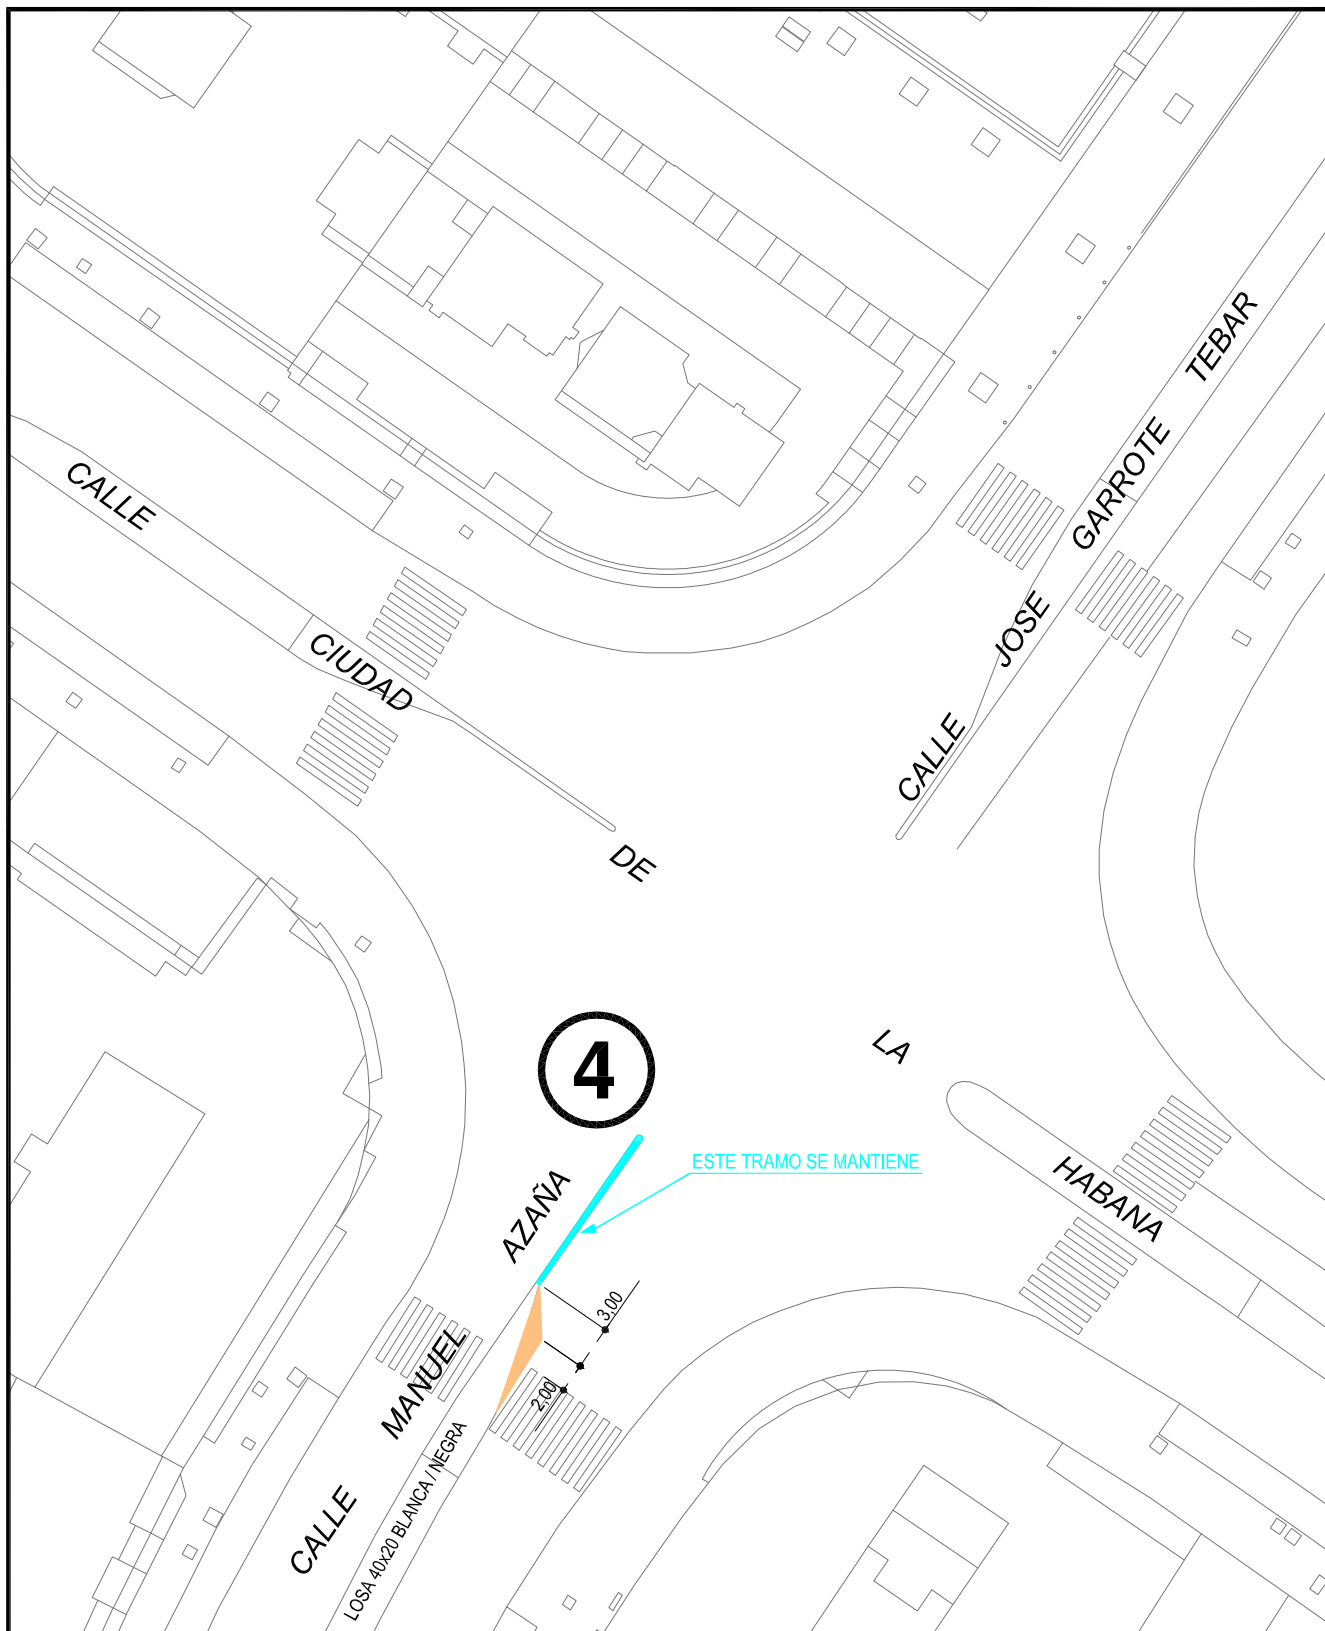 CALLE
CIUDAD
DE
LA
HABANA
CALLE
JOSE
GARROTE
TEBAR
4
ESTE TRAMO SE MANTIENE
CALLE
MANUEL
AZAÑA
3,00
2,00
LOSA 40x20 BLANCA / NEGRA